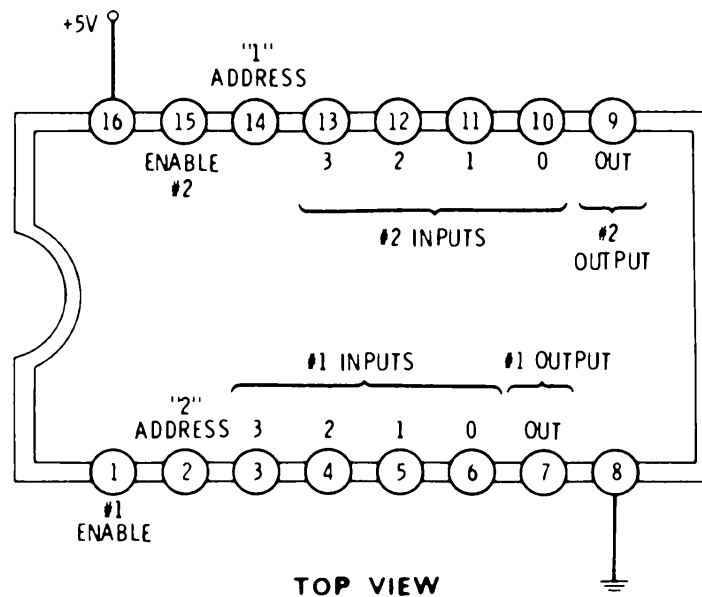 +5V
"1"
ADDRESS
16 15 14 13 12 11 10 9
ENABLE
#2
3 2 1 0 OUT
#2 INPUTS
#2
OUTPUT
#1 INPUTS
#1 OUTPUT
"2"
ADDRESS
3 2 1 0 OUT
1 2 3 4 5 6 7 8
#1
ENABLE
TOP VIEW